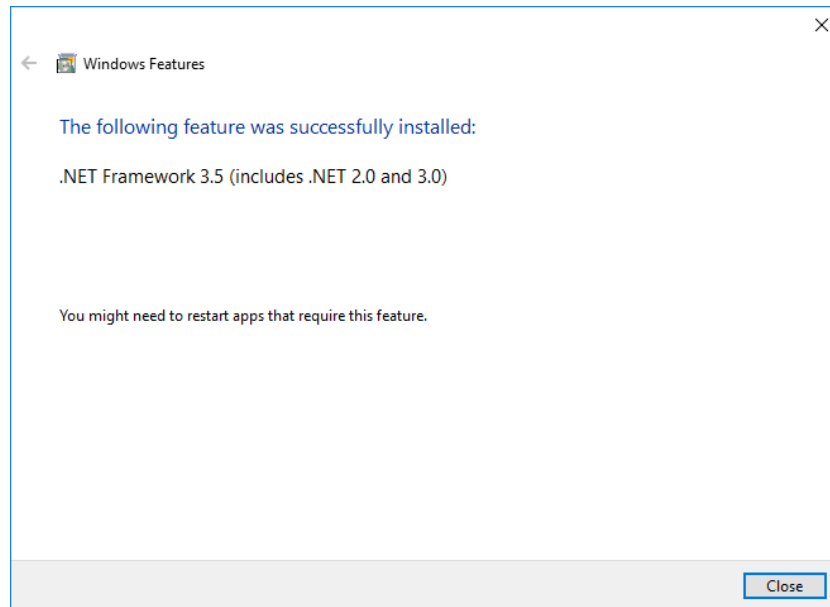 Windows Features
The following feature was successfully installed:
.NET Framework 3.5 (includes .NET 2.0 and 3.0)
You might need to restart apps that require this feature.
Close